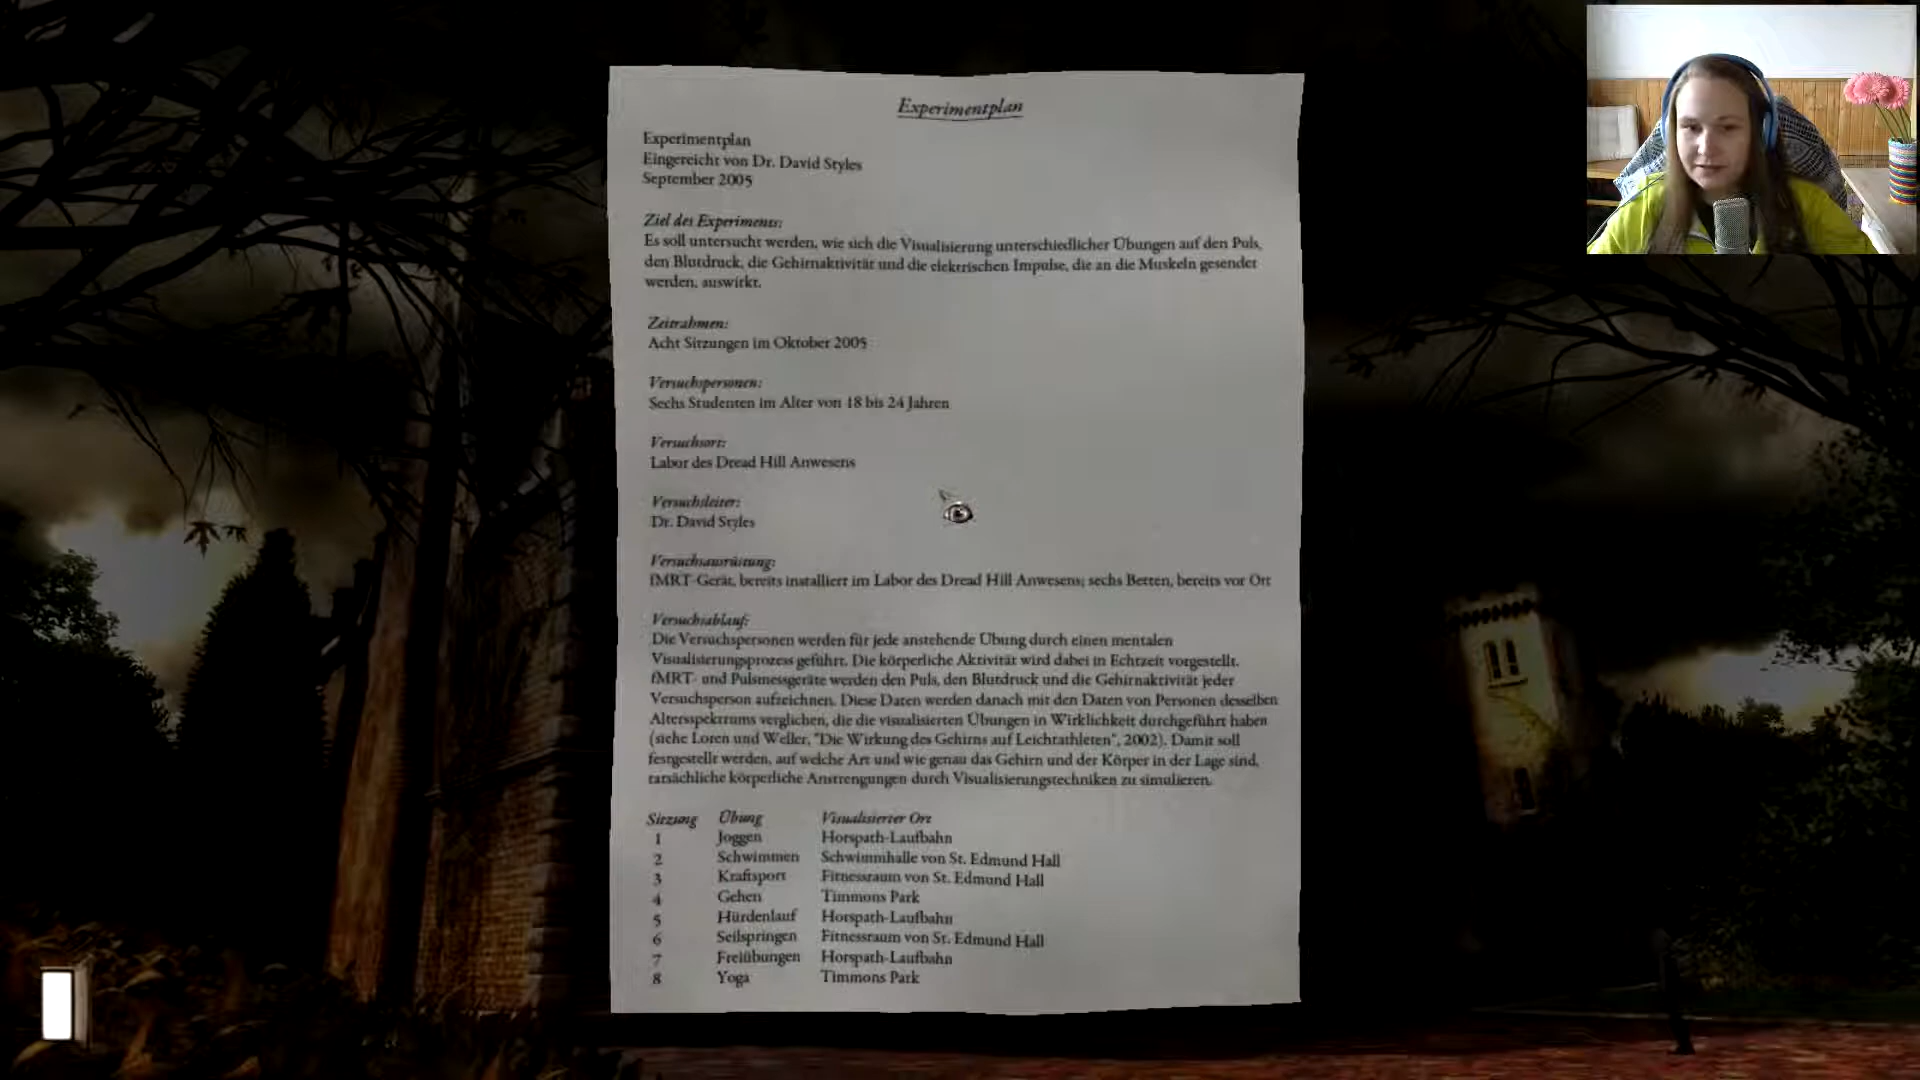 Experimentplan
Experimentplan
Eingereicht von Dr. David Styles
September 2005
Ziel des Experiments:
Es soll untersucht werden, wie sich die Visualisierung unterschiedlicher Übungen auf den Puls,
den Blutdruck, die Gehirnaktivität und die elektrischen Impulse, die an die Muskeln gesendet
werden, auswirkt.
Zeitrahmen:
Acht Sitzungen im Oktober 2005
Versuchspersonen:
Sechs Studenten im Alter von 18 bis 24 Jahren
Versuchsort:
Labor des Dread Hill Anwesens
Versuchsleiter:
Dr. David Styles
Versuchsausrüstung:
fMRT-Gerät, bereits installiert im Labor des Dread Hill Anwesens; sechs Betten, bereits vor Ort
Versuchsablauf:
Die Versuchspersonen werden für jede anstehende Übung durch einen mentalen
Visualisierungsprozess geführt. Die körperliche Aktivität wird dabei in Echtzeit vorgestellt.
fMRT- und Pulsmessgeräte werden den Puls, den Blutdruck und die Gehirnaktivität jeder
Versuchsperson aufzeichnen. Diese Daten werden danach mit den Daten von Personen desselben
Altersspektrums verglichen, die die visualisierten Übungen in Wirklichkeit durchgeführt haben
(siehe Loren und Weller, "Die Wirkung des Gehirns auf Leichtathleten", 2002). Damit soll
festgestellt werden, auf welche Art und wie genau das Gehirn und der Körper in der Lage sind,
tatsächliche körperliche Anstrengungen durch Visualisierungstechniken zu simulieren.
Sitzung Übung Visualisierter Ort
1 Joggen Horspath-Laufbahn
2 Schwimmen Schwimmhalle von St. Edmund Hall
3 Kraftsport Fitnessraum von St. Edmund Hall
4 Gehen Timmons Park
5 Hürdenlauf Horspath-Laufbahn
6 Seilspringen Fitnessraum von St. Edmund Hall
7 Freiübungen Horspath-Laufbahn
8 Yoga Timmons Park